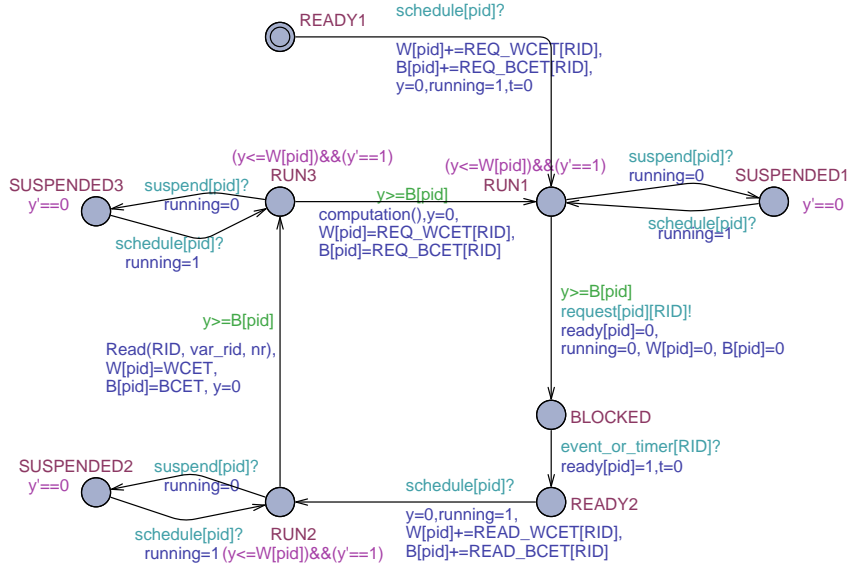 schedule[pid]?
READY1
W[pid]+=REQ_WCET[RID],
B[pid]+=REQ_BCET[RID],
y=0,running=1,t=0
(y<=W[pid])&&(y'==1)
RUN3
(y<=W[pid])&&(y'==1)
RUN1
suspend[pid]?
running=0
SUSPENDED1
y'==0
schedule[pid]?
running=1
SUSPENDED3
y'==0
suspend[pid]?
running=0
schedule[pid]?
running=1
y>=B[pid]
computation(),y=0,
W[pid]=REQ_WCET[RID],
B[pid]=REQ_BCET[RID]
y>=B[pid]
request[pid][RID]!
ready[pid]=0,
running=0, W[pid]=0, B[pid]=0
y>=B[pid]
Read(RID, var_rid, nr),
W[pid]=WCET,
B[pid]=BCET, y=0
BLOCKED
event_or_timer[RID]?
ready[pid]=1,t=0
SUSPENDED2
y'==0
suspend[pid]?
running=0
schedule[pid]?
running=1
RUN2
(y<=W[pid])&&(y'==1)
schedule[pid]?
y=0,running=1,
W[pid]+=READ_WCET[RID],
B[pid]+=READ_BCET[RID]
READY2